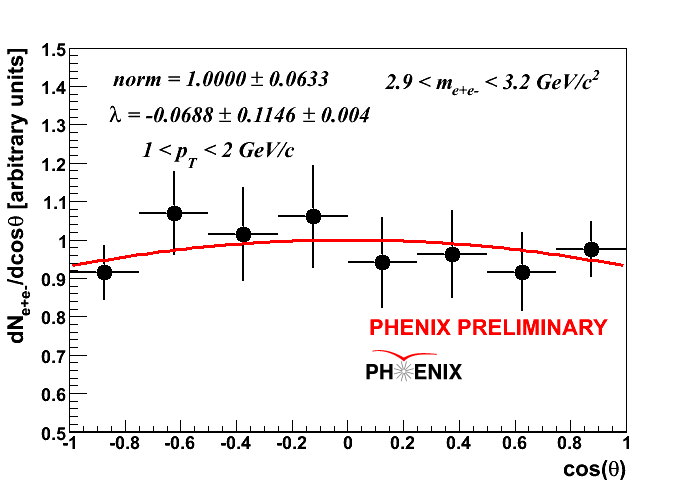 norm = 1.0000 ± 0.0633
2.9 < m_{e+e-} < 3.2 GeV/c²
λ = -0.0688 ± 0.1146 ± 0.004
1 < p_T < 2 GeV/c
PHENIX PRELIMINARY
PHENIX
dN_{e+e-}/dcosθ [arbitrary units]
1.5
1.4
1.3
1.2
1.1
1
0.9
0.8
0.7
0.6
0.5
-1 -0.8 -0.6 -0.4 -0.2 0 0.2 0.4 0.6 0.8 1
cos(θ)